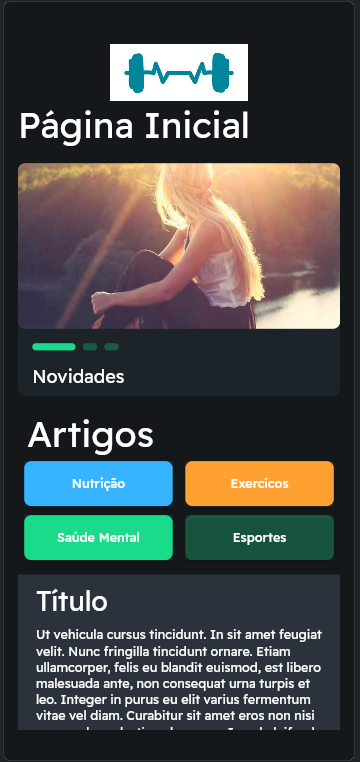 Página Inicial
Novidades
Artigos
Nutrição
Exercícos
Saúde Mental
Esportes
Título
Ut vehicula cursus tincidunt. In sit amet feugiat
velit. Nunc fringilla tincidunt ornare. Etiam
ullamcorper, felis eu blandit euismod, est libero
malesuada ante, non consequat urna turpis et
leo. Integer in purus eu elit varius fermentum
vitae vel diam. Curabitur sit amet eros non nisi